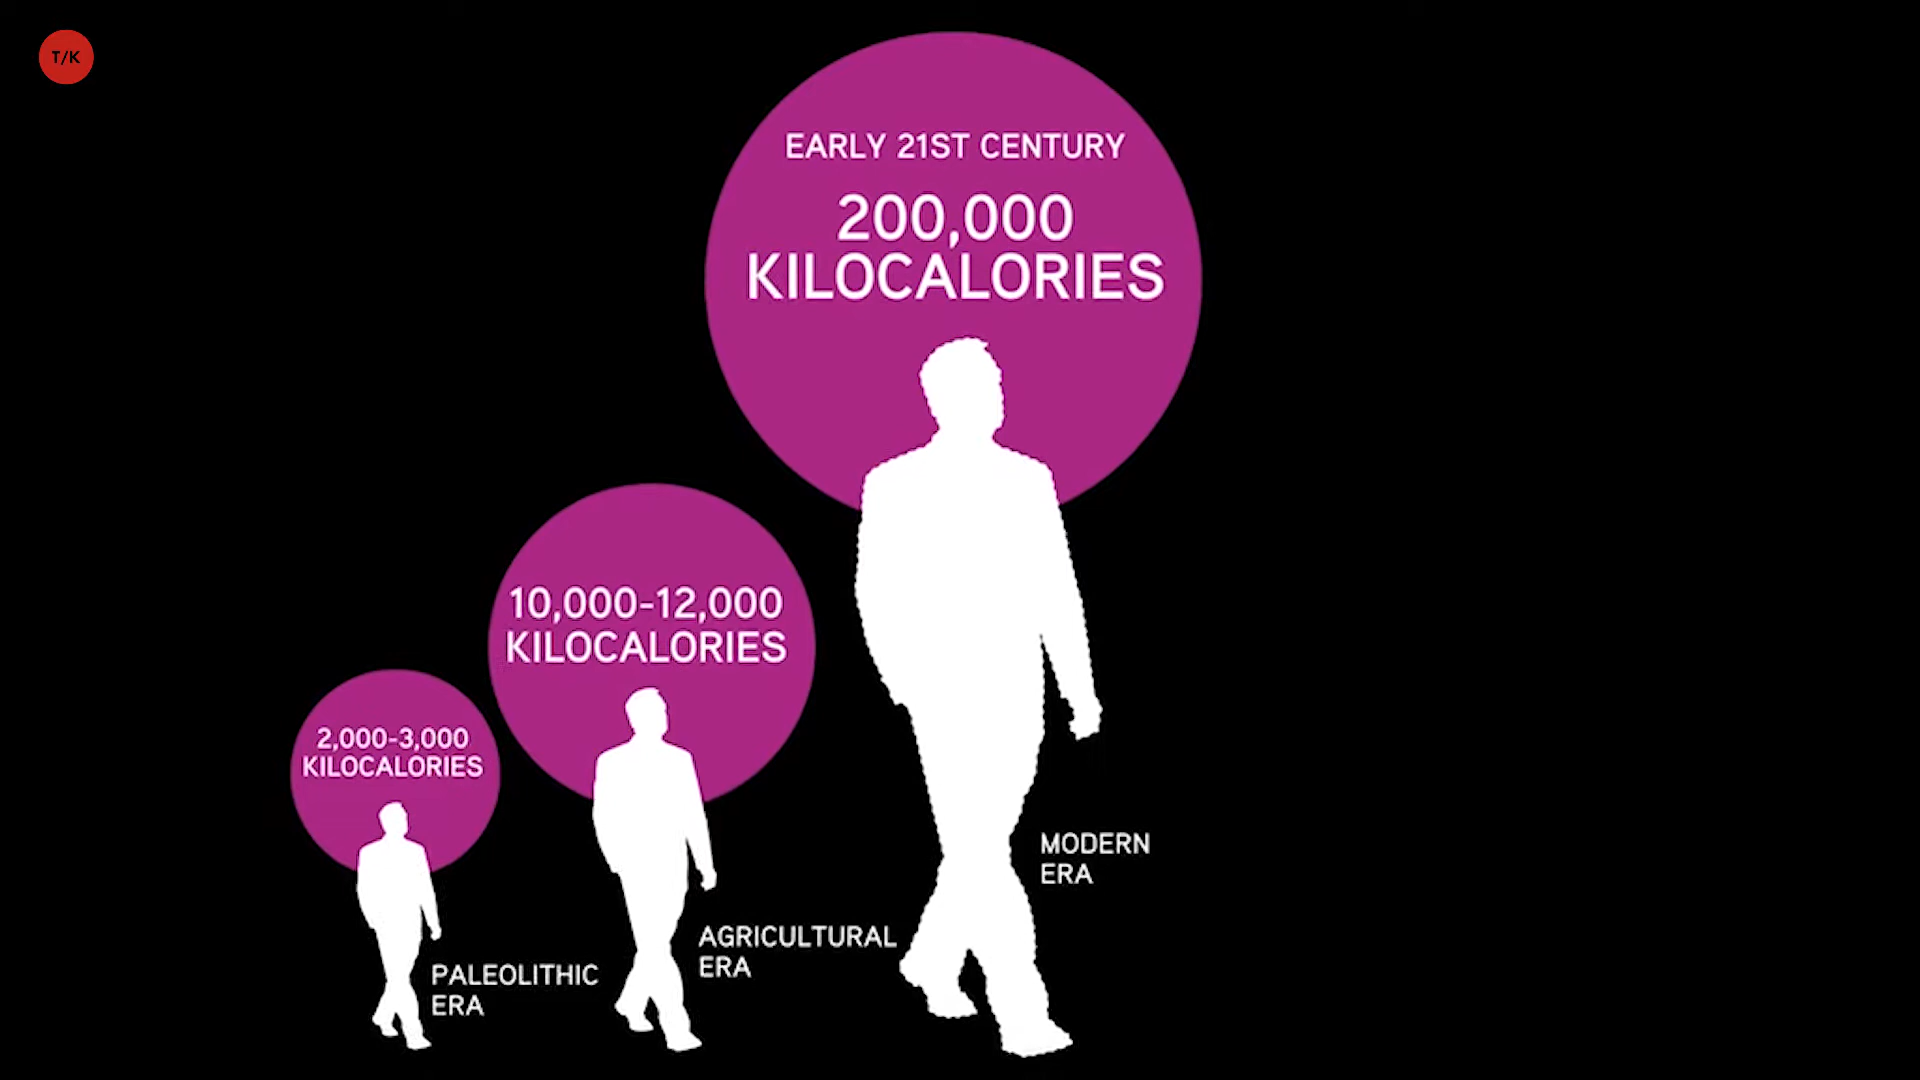 T/K
EARLY 21ST CENTURY
200,000
KILOCALORIES
10,000-12,000
KILOCALORIES
2,000-3,000
KILOCALORIES
MODERN
ERA
AGRICULTURAL
ERA
PALEOLITHIC
ERA